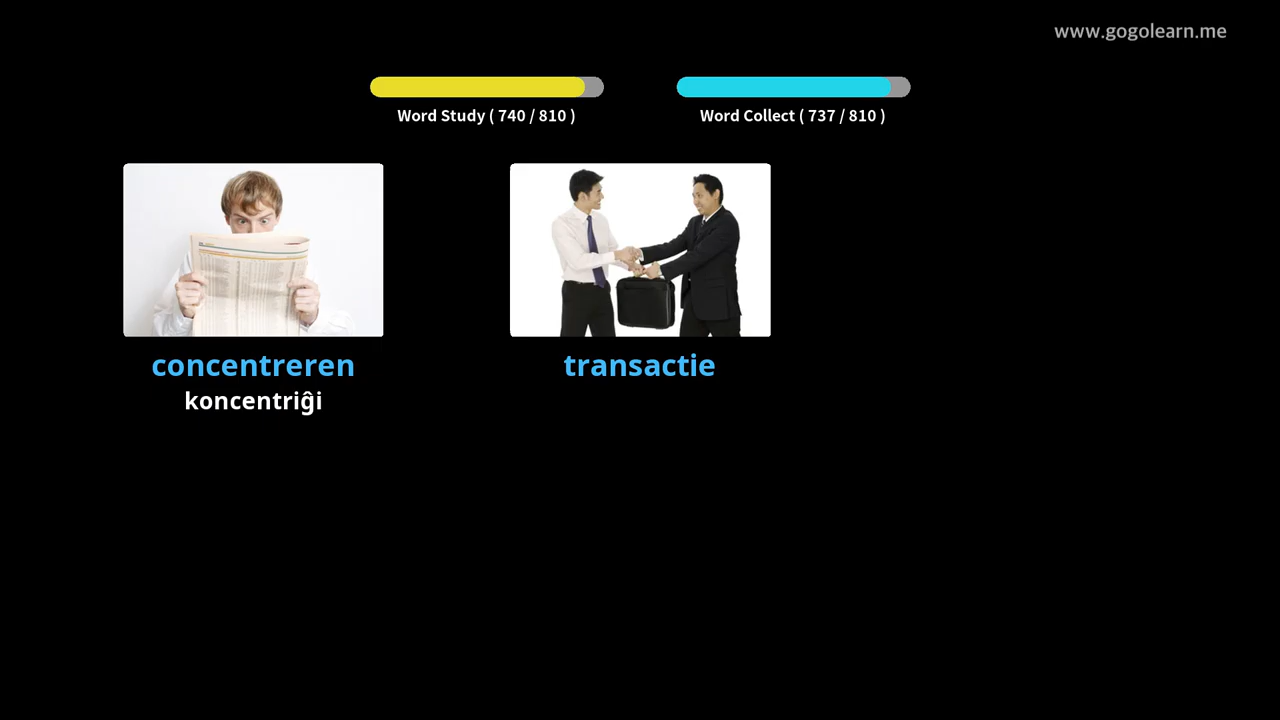 www.gogolearn.me
Word Study ( 740 / 810 )
Word Collect ( 737 / 810 )
concentreren
koncentriĝi
transactie